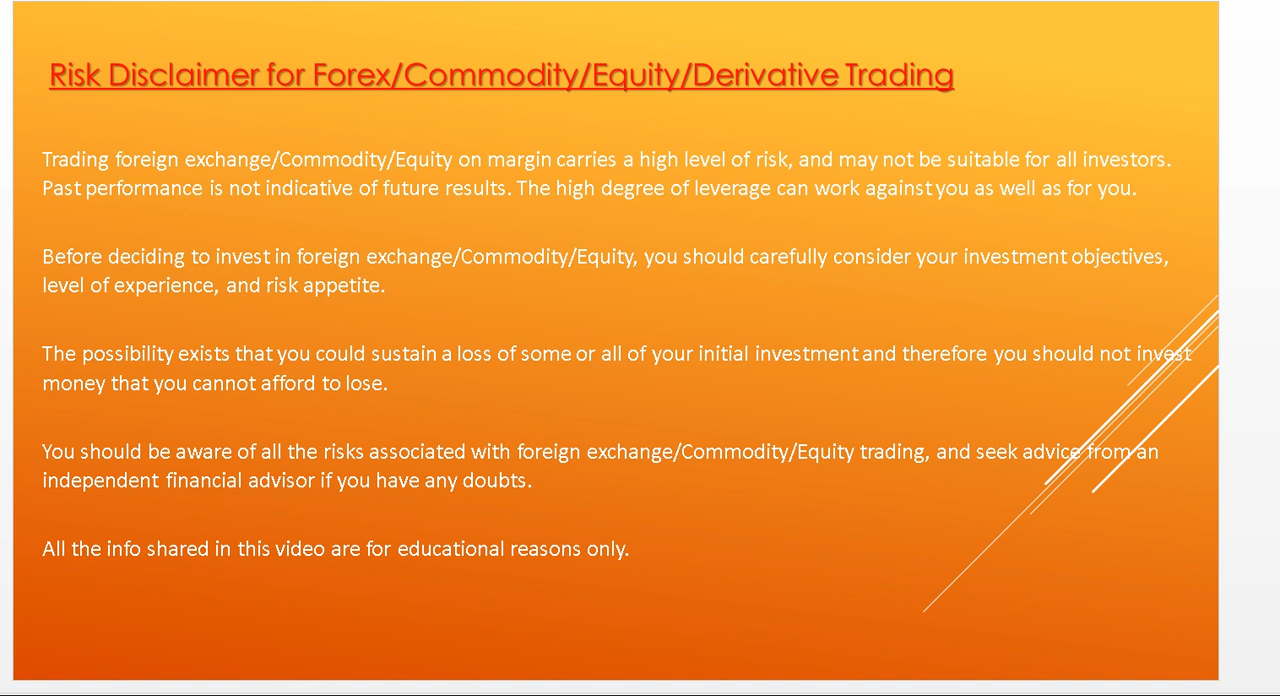 Risk Disclaimer for Forex/Commodity/Equity/Derivative Trading
Trading foreign exchange/Commodity/Equity on margin carries a high level of risk, and may not be suitable for all investors.
Past performance is not indicative of future results. The high degree of leverage can work against you as well as for you.
Before deciding to invest in foreign exchange/Commodity/Equity, you should carefully consider your investment objectives,
level of experience, and risk appetite.
The possibility exists that you could sustain a loss of some or all of your initial investment and therefore you should not invest
money that you cannot afford to lose.
You should be aware of all the risks associated with foreign exchange/Commodity/Equity trading, and seek advice from an
independent financial advisor if you have any doubts.
All the info shared in this video are for educational reasons only.